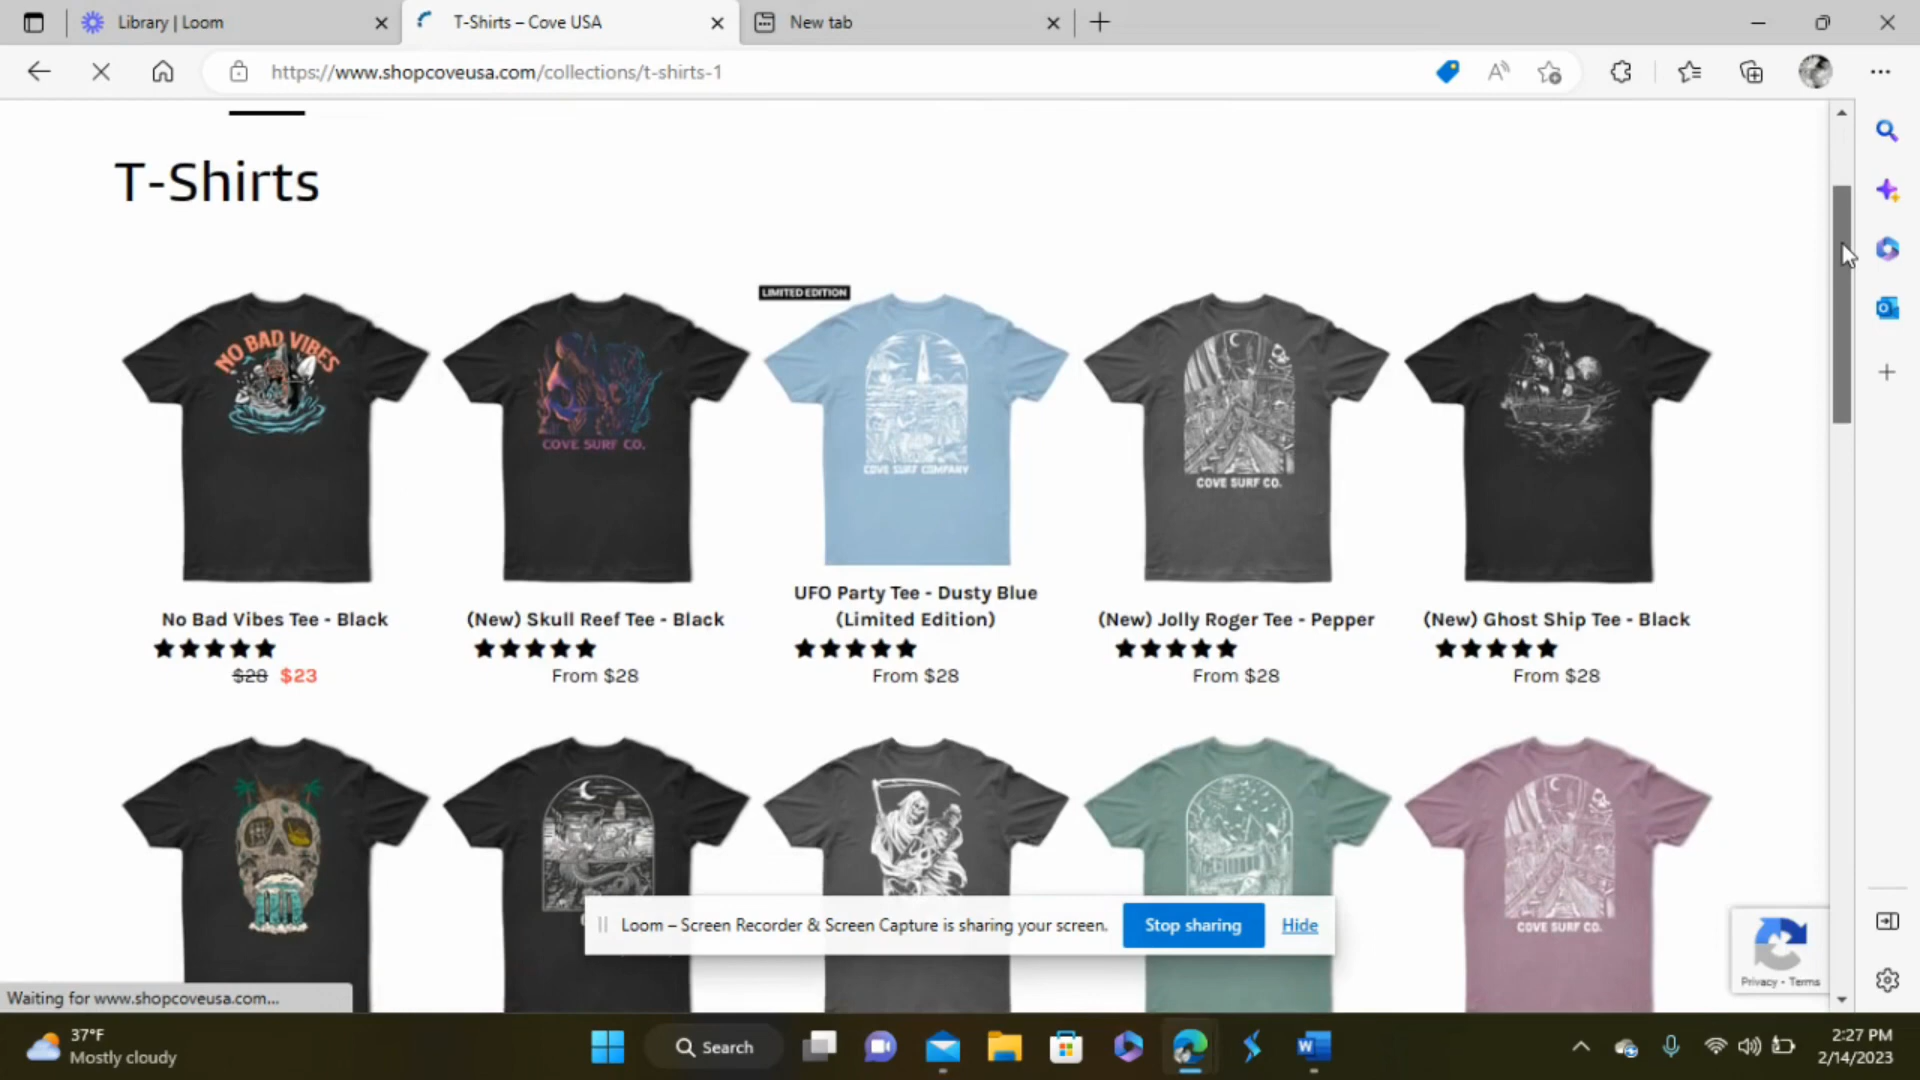 Library | Loom
T-Shirts – Cove USA
New tab
https://www.shopcoveusa.com/collections/t-shirts-1
T-Shirts
LIMITED EDITION
NO BAD VIBES
COVE SURF CO.
COVE SURF COMPANY
COVE SURF CO.
No Bad Vibes Tee - Black
(New) Skull Reef Tee - Black
UFO Party Tee - Dusty Blue
(Limited Edition)
(New) Jolly Roger Tee - Pepper
(New) Ghost Ship Tee - Black
$28 $23
From $28
From $28
From $28
From $28
COVE SURF CO.
Loom – Screen Recorder & Screen Capture is sharing your screen.
Stop sharing
Hide
Privacy - Terms
Waiting for www.shopcoveusa.com...
37°F
Mostly cloudy
Search
2:27 PM
2/14/2023